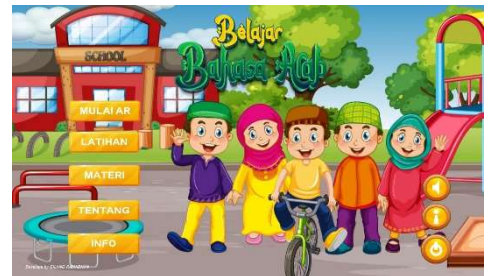 Belajar
Bahasa Arab
SCHOOL
MULAI AR
LATIHAN
MATERI
TENTANG
INFO